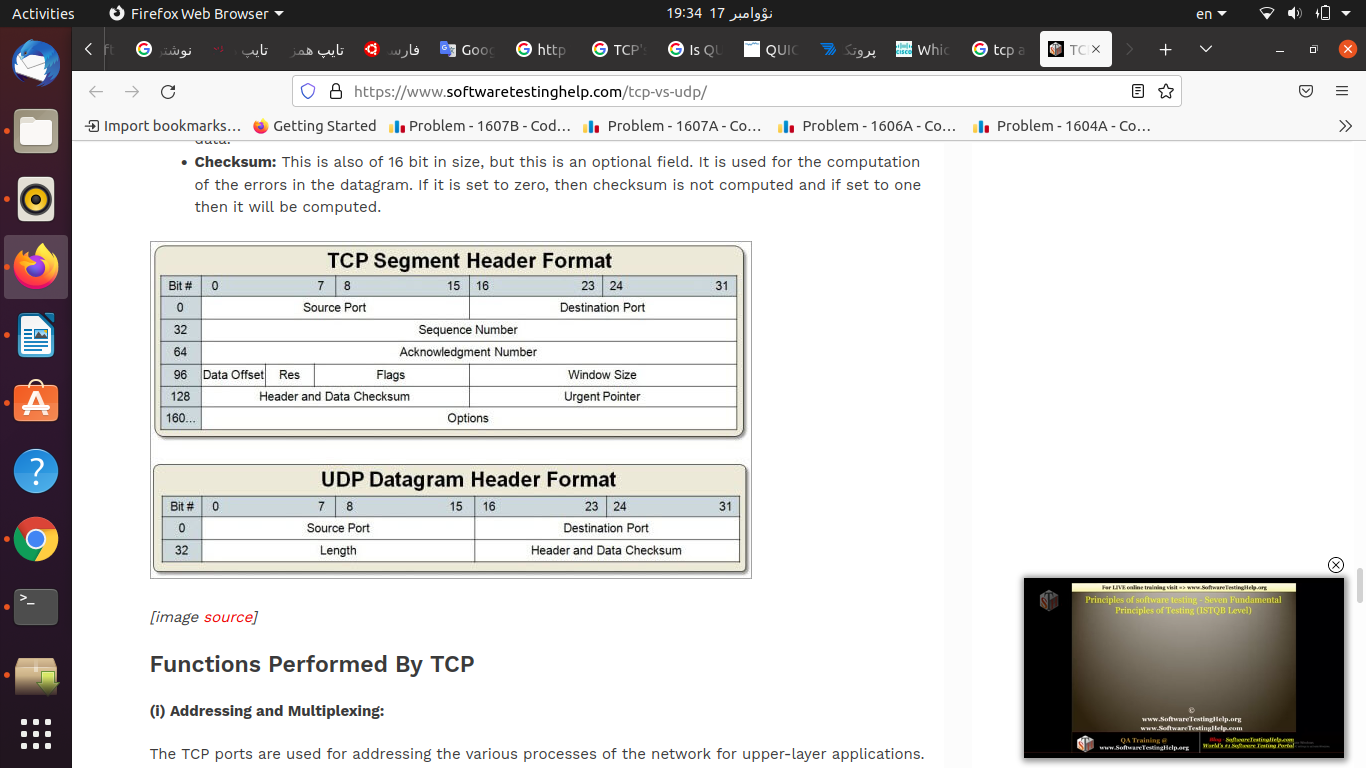 Activities
Firefox Web Browser
19:34 17 نوْوامبر
en
نوشتر
تایپ
تایپ همز
فارسـ
Goog
http
TCP's
Is QU
QUIC
پروتک
Whic
tcp a
TC
https://www.softwaretestinghelp.com/tcp-vs-udp/
Import bookmarks...
Getting Started
Problem - 1607B - Cod...
Problem - 1607A - Co...
Problem - 1606A - Co...
Problem - 1604A - Co...
data.
• Checksum: This is also of 16 bit in size, but this is an optional field. It is used for the computation
of the errors in the datagram. If it is set to zero, then checksum is not computed and if set to one
then it will be computed.
TCP Segment Header Format
Bit # 0 7 8 15 16 23 24 31
0 Source Port Destination Port
32 Sequence Number
64 Acknowledgment Number
96 Data Offset Res Flags Window Size
128 Header and Data Checksum Urgent Pointer
160... Options
UDP Datagram Header Format
Bit # 0 7 8 15 16 23 24 31
0 Source Port Destination Port
32 Length Header and Data Checksum
[image source]
Functions Performed By TCP
(i) Addressing and Multiplexing:
The TCP ports are used for addressing the various processes of the network for upper-layer applications.
For LIVE online training visit => www.SoftwareTestingHelp.org
Principles of software testing - Seven Fundamental
Principles of Testing (ISTQB Level)
©
www.SoftwareTestingHelp.org
www.SoftwareTestingHelp.com
QA Training @
www.SoftwareTestingHelp.org
SoftwareTestingHelp.com
World's #1 Software Testing Portal